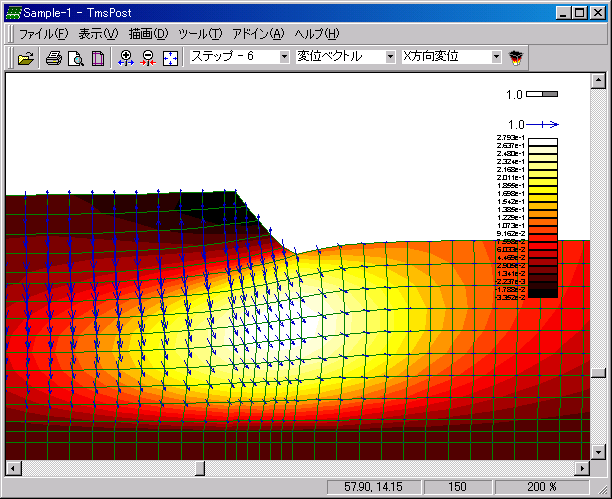 Sample-1 - TmsPost
ファイル(F) 表示(V) 描画(D) ツール(T) アドイン(A) ヘルプ(H)
ステップ - 6 変位ベクトル X方向変位
1.0
1.0
2.793e-1
2.637e-1
2.480e-1
2.324e-1
2.168e-1
2.011e-1
1.855e-1
1.698e-1
1.542e-1
1.385e-1
1.229e-1
1.073e-1
9.162e-2
7.598e-2
6.033e-2
4.469e-2
2.905e-2
1.341e-2
-2.237e-3
-1.788e-2
-3.352e-2
57.90, 14.15 150 200 %